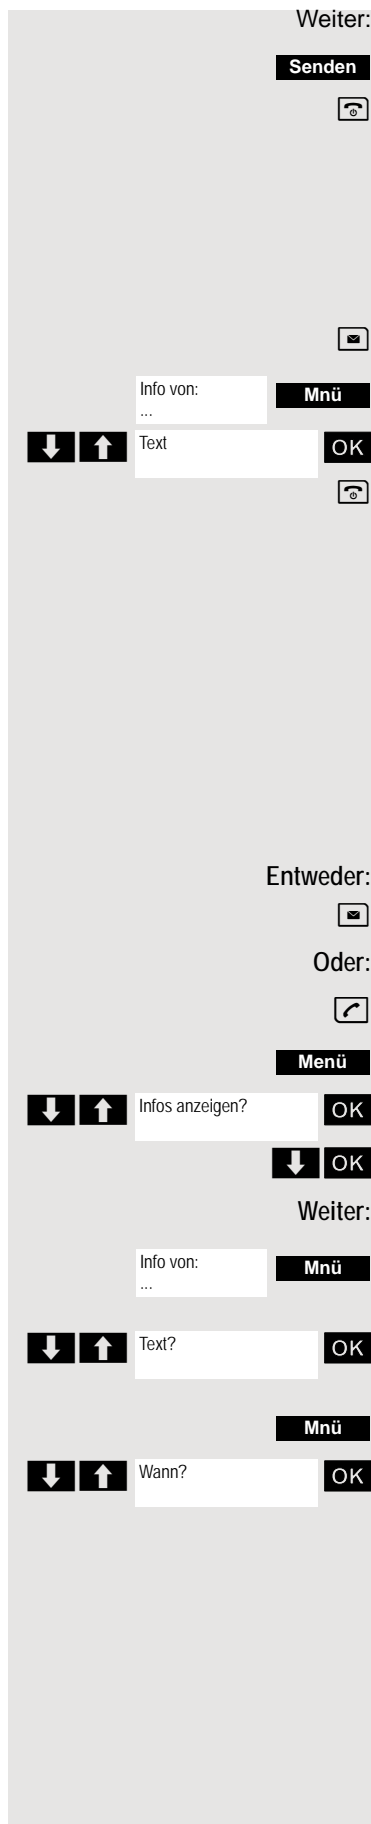 Weiter:
Senden
Info von:
...
Mnü
Text
OK
Entweder:
Oder:
Menü
Infos anzeigen?
OK
OK
Weiter:
Info von:
...
Mnü
Text?
OK
Mnü
Wann?
OK